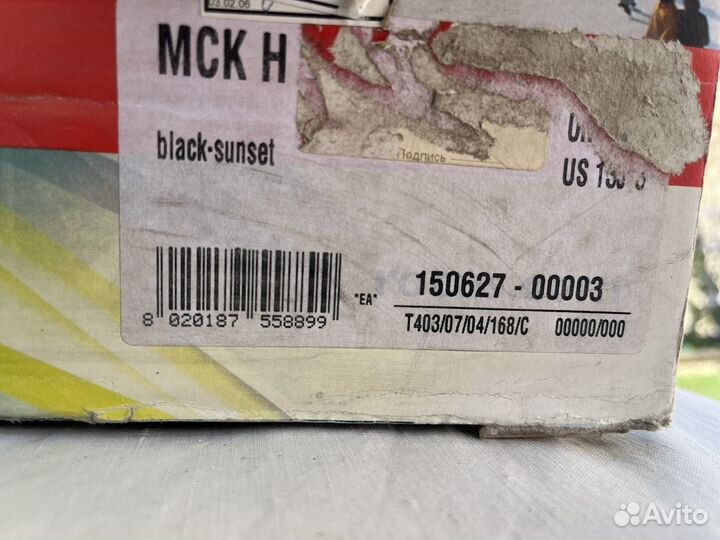 03.02.06
MCK H
black-sunset
Подпись
US
8 020187 558899
*EA*
150627 - 00003
T403/07/04/168/C 00000/000
Avito